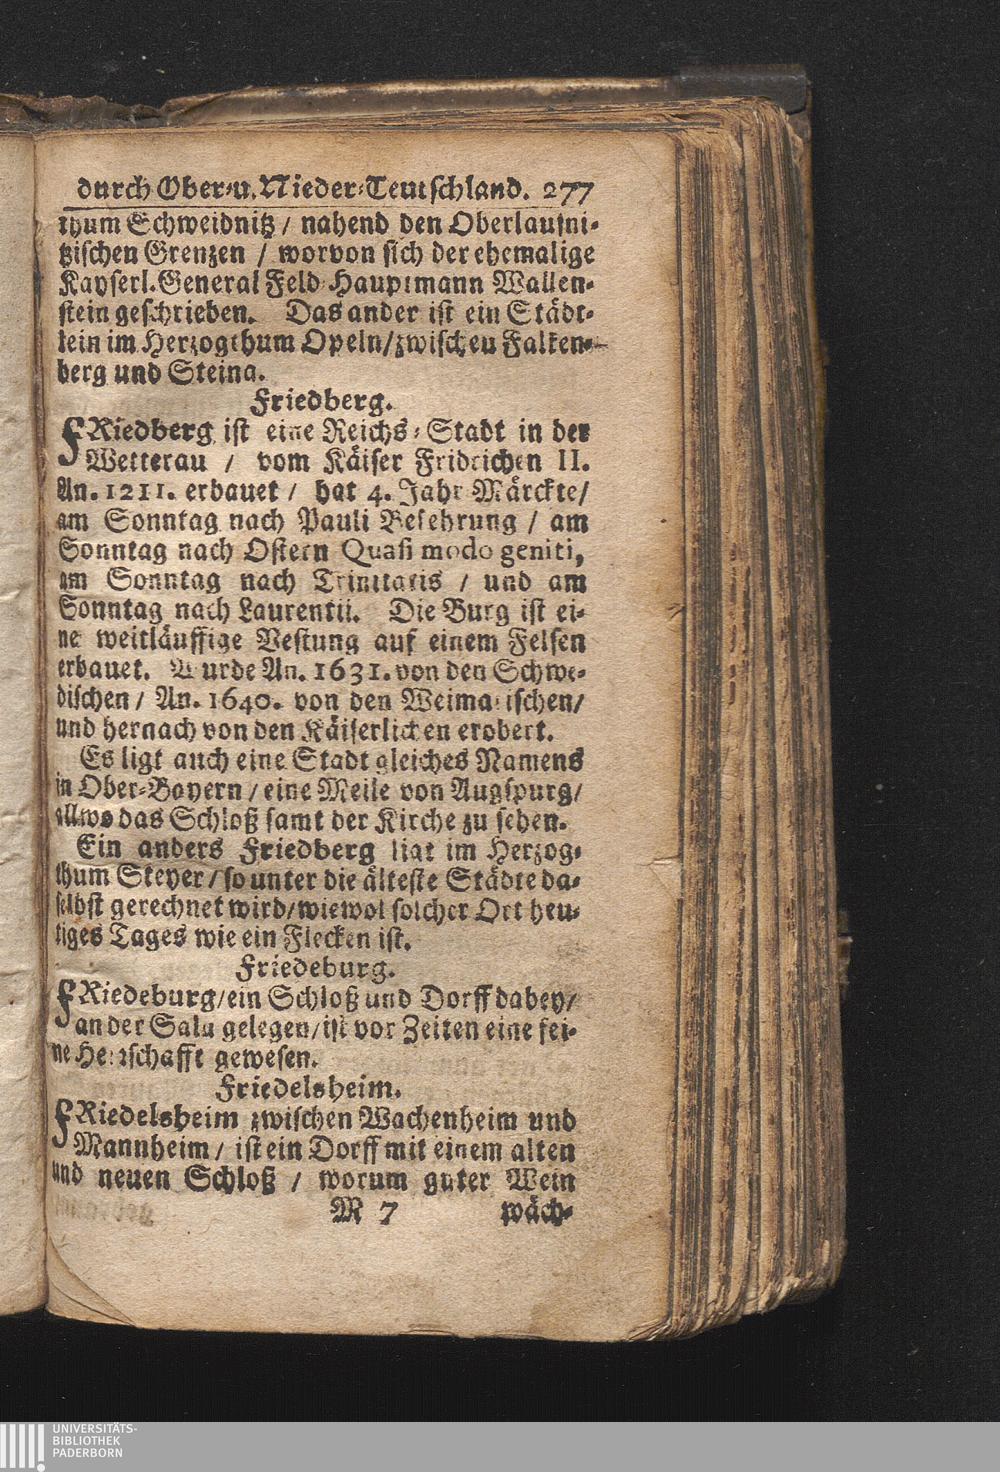 durch Ober-u. Nieder-Teutschland. 277
thum Schweidnitz / nahend den Oberlausni-
tzischen Grenzen / worvon sich der ehemalige
Kayserl. General Feld-Hauptmann Wallen-
stein geschrieben. Das ander ist ein Städt-
lein im Herzogthum Opeln/zwischen Falken-
berg und Steina.
Friedberg.
FRiedberg ist eine Reichs-Stadt in der
Wetterau / vom Käiser Fridrichen II.
An. 1211. erbauet / hat 4. Jahr Märckte/
am Sonntag nach Pauli Bekehrung / am
Sonntag nach Ostern Quasi modo geniti,
am Sonntag nach Trinitatis / und am
Sonntag nach Laurentii. Die Burg ist ei-
ne weitläuffige Vestung auf einem Felsen
erbauet. Wurde An. 1631. von den Schwe-
dischen / An. 1640. von den Weimarischen/
und hernach von den Käiserlichen erobert.
Es ligt auch eine Stadt gleiches Namens
in Ober-Bayern / eine Meile von Augspurg/
allwo das Schloß samt der Kirche zu sehen.
Ein anders Friedberg ligt im Herzog-
thum Steyer / so unter die älteste Städte da-
selbst gerechnet wird/wiewol solcher Ort heu-
tiges Tages wie ein Flecken ist.
Friedeburg.
FRiedeburg/ein Schloß und Dorff dabey/
an der Sala gelegen/ist vor Zeiten eine fei-
ne Herrschafft gewesen.
Friedelsheim.
FRiedelsheim zwischen Wachenheim und
Mannheim / ist ein Dorff mit einem alten
und neuen Schloß / worum guter Wein
M 7 wäch-
UNIVERSITÄTS-
BIBLIOTHEK
PADERBORN